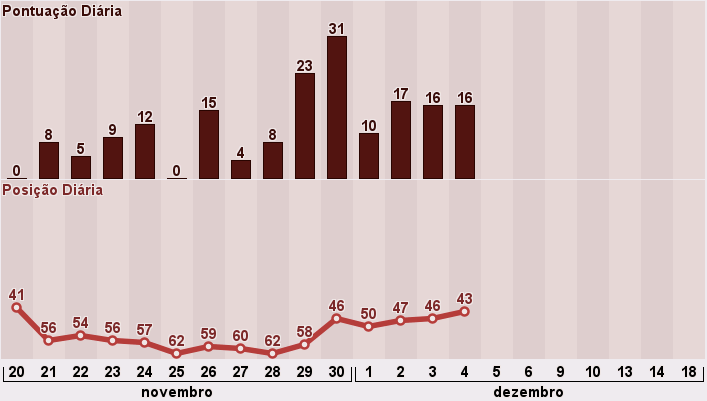 Pontuação Diária
0 8 5 9 12 0 15 4 8 23 31 10 17 16 16
Posição Diária
41 56 54 56 57 62 59 60 62 58 46 50 47 46 43
20 21 22 23 24 25 26 27 28 29 30 1 2 3 4 5 6 9 10 13 14 18
novembro dezembro